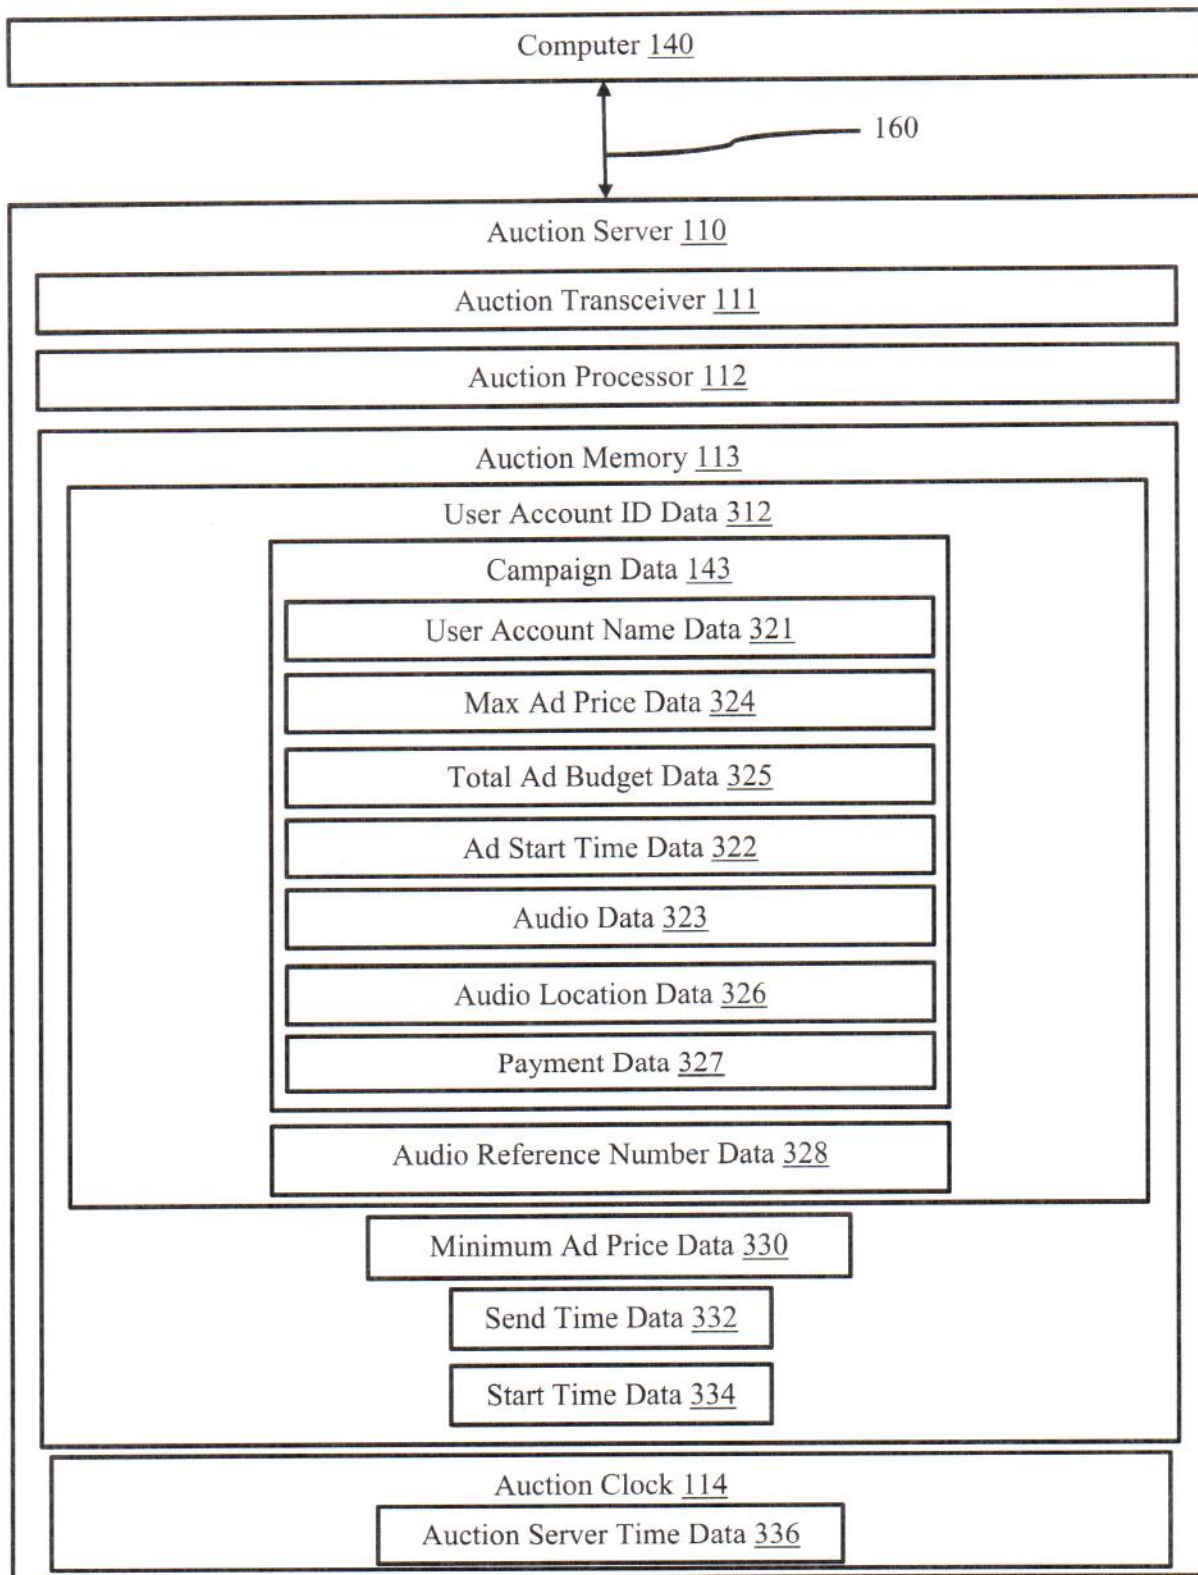 Computer 140
160
Auction Server 110
Auction Transceiver 111
Auction Processor 112
Auction Memory 113
User Account ID Data 312
Campaign Data 143
User Account Name Data 321
Max Ad Price Data 324
Total Ad Budget Data 325
Ad Start Time Data 322
Audio Data 323
Audio Location Data 326
Payment Data 327
Audio Reference Number Data 328
Minimum Ad Price Data 330
Send Time Data 332
Start Time Data 334
Auction Clock 114
Auction Server Time Data 336